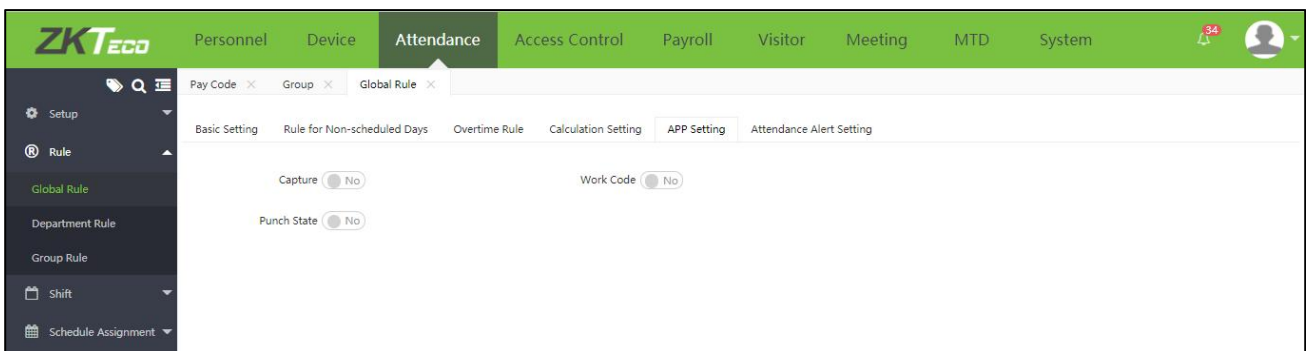 ZKTECO Personnel Device Attendance Access Control Payroll Visitor Meeting MTD System 34
Pay Code Group Global Rule
Setup
Basic Setting Rule for Non-scheduled Days Overtime Rule Calculation Setting APP Setting Attendance Alert Setting
® Rule
Capture No Work Code No
Global Rule
Punch State No
Department Rule
Group Rule
Shift
Schedule Assignment